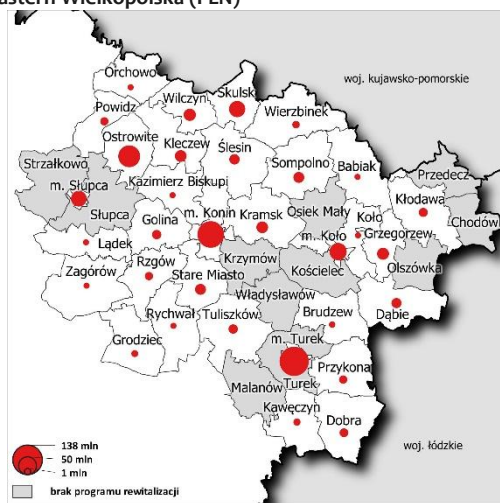 astern Wielkopolska (PLN)
Orchowo
woj. kujawsko-pomorskie
Skulsk
Wilczyn
Powidz
Wierzbinek
Ostrowite
Kleczew
Ślesin
Strzałkowo
Sompolno
Babiak
Przedecz
m. Słupca
Kazimierz Biskupi
Kłodawa
Słupca
Golina
m. Konin
Kramsk
Osiek Mały
Koło
Chodów
Lądek
m. Koło
Grzegorzew
Rzgów
Krzymów
Olszówka
Zagórów
Stare Miasto
Kościelec
Władysławów
Rychwał
Tuliszków
Brudzew
Dąbie
Grodziec
m. Turek
Przykona
Malanów
Turek
Kawęczyn
Dobra
138 mln
50 mln
1 mln
woj. łódzkie
brak programu rewitalizacji